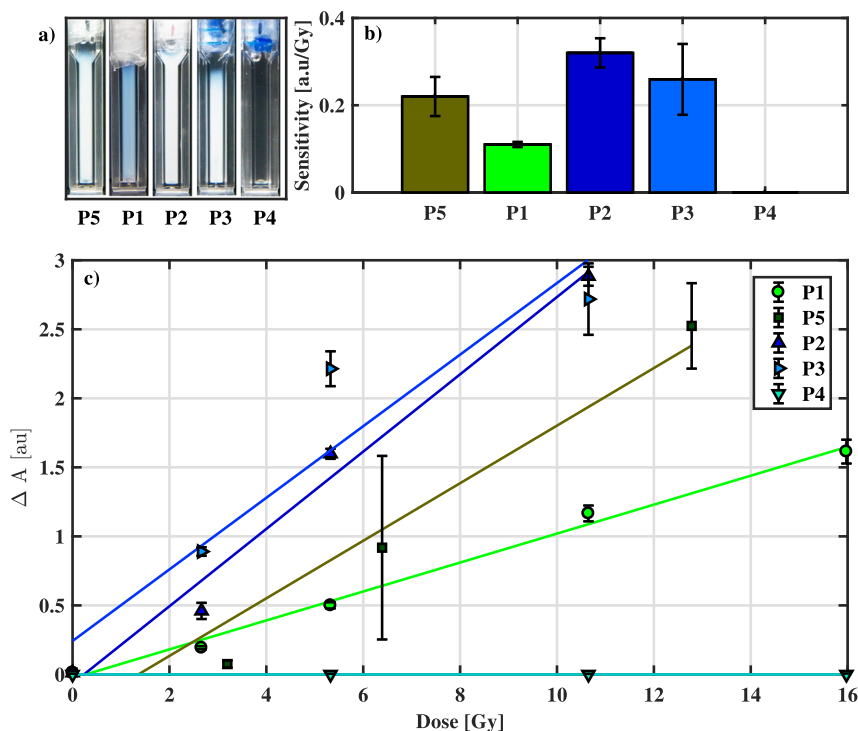 a)
P5 P1 P2 P3 P4
b)
Sensitivity [a.u/Gy]
0.4
0.2
0
P5 P1 P2 P3 P4
c)
Δ A [au]
3
2.5
2
1.5
1
0.5
0
0 2 4 6 8 10 12 14 16
Dose [Gy]
P1
P5
P2
P3
P4